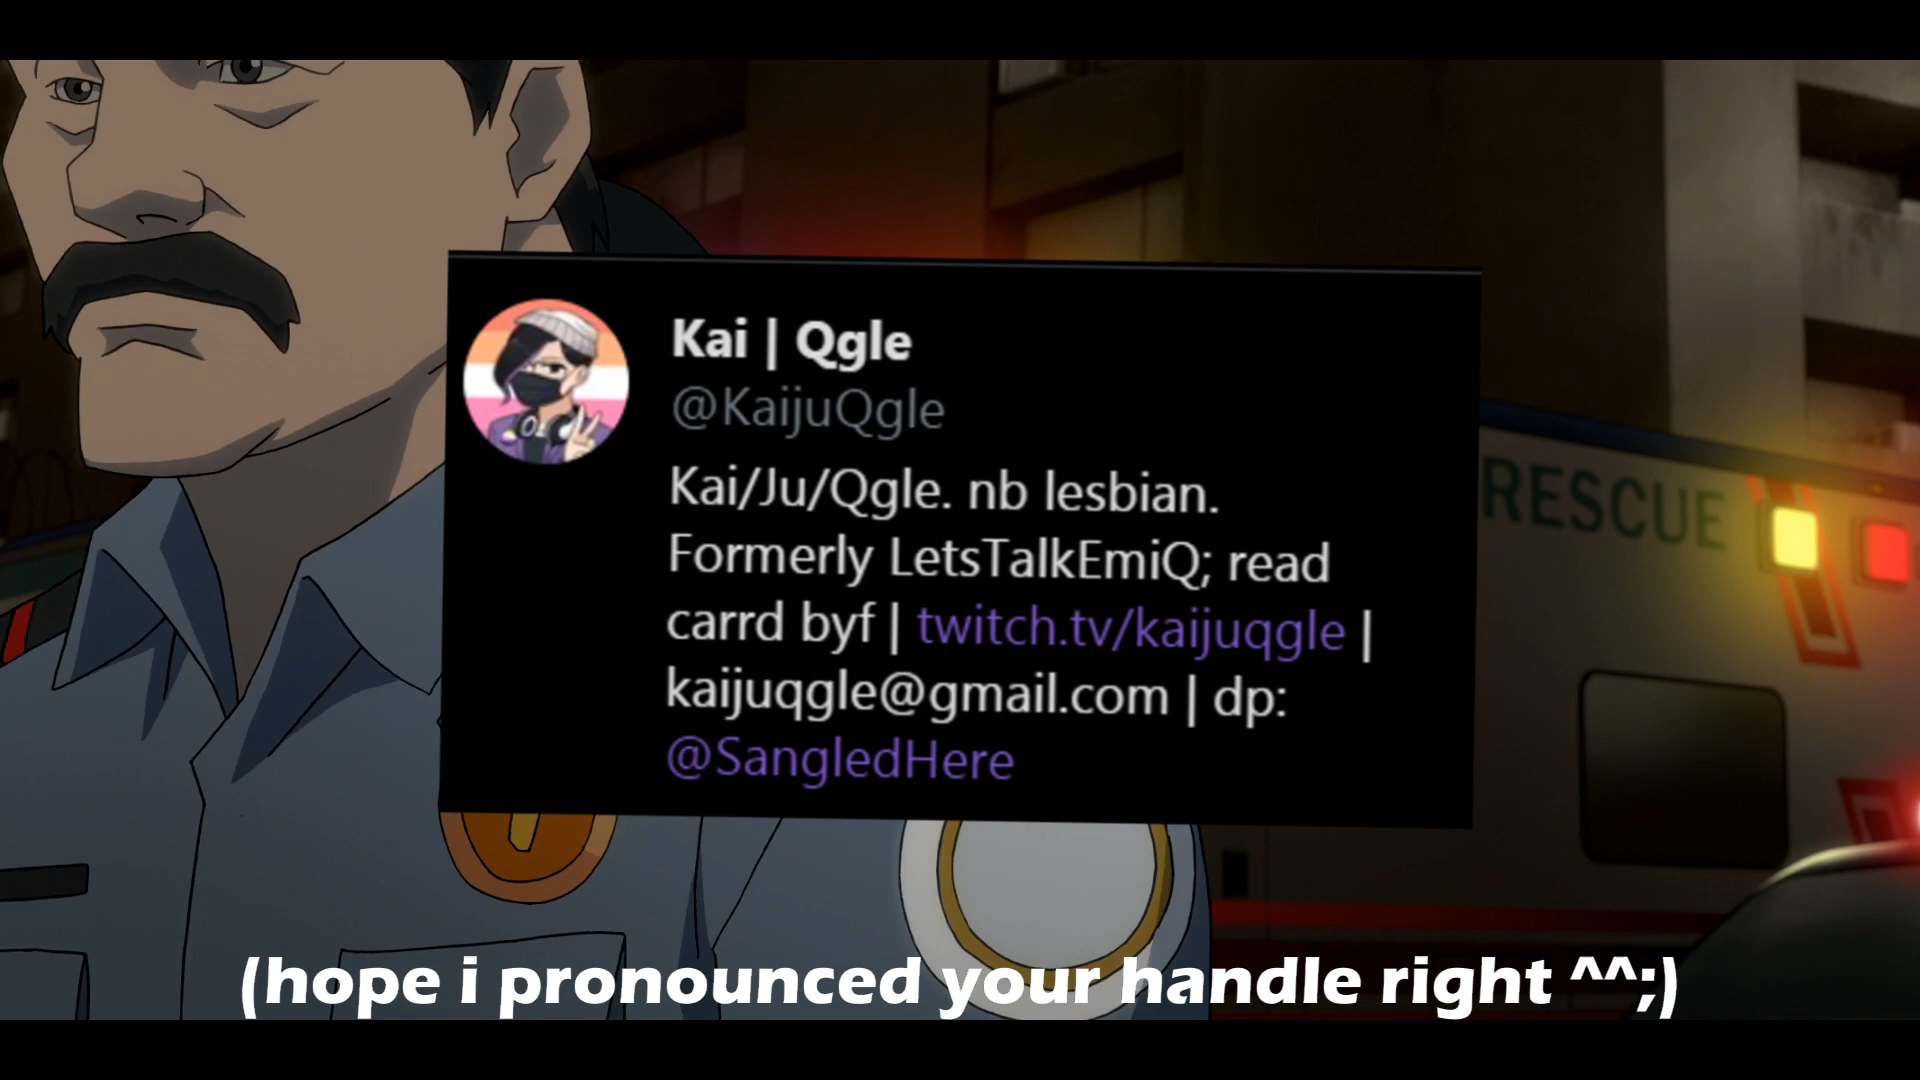 Kai | Qgle
@KaijuQgle
Kai/Ju/Qgle. nb lesbian.
Formerly LetsTalkEmiQ; read
carrd byf | twitch.tv/kaijuqgle |
kaijuqgle@gmail.com | dp:
@SangledHere
RESCUE
(hope i pronounced your handle right ^^;)